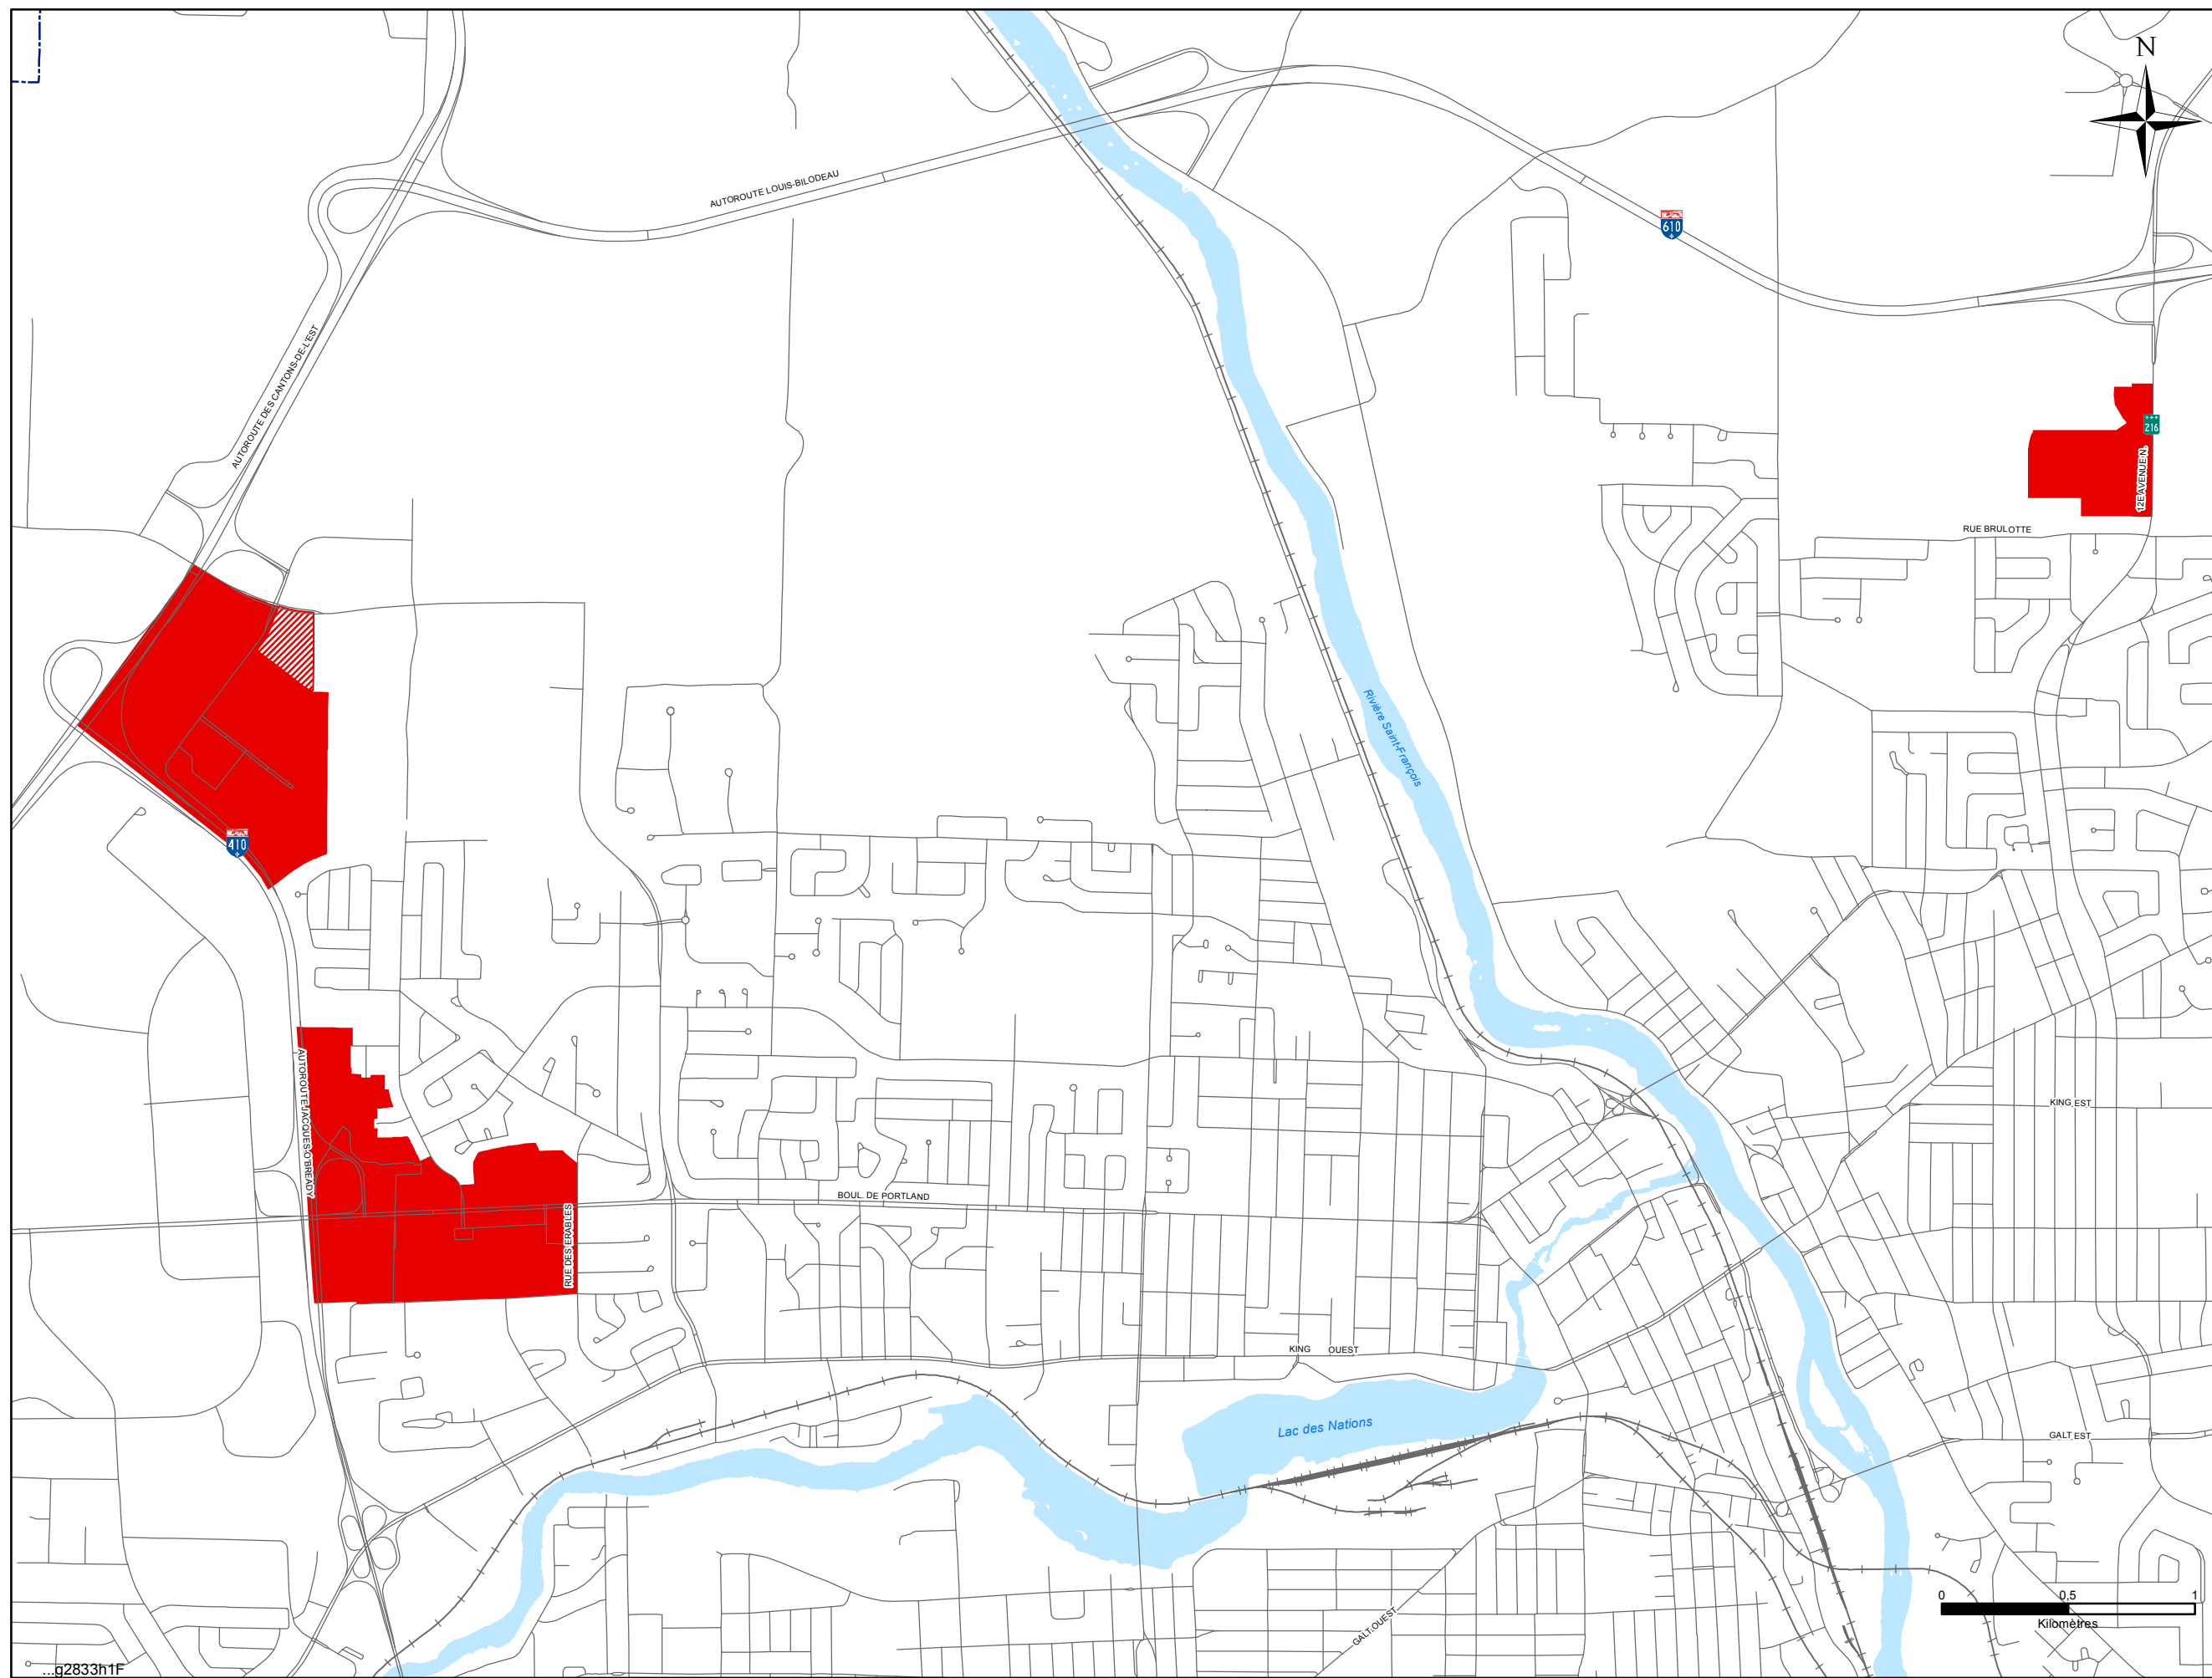 N
AUTOROUTE LOUIS-BILODEAU
610
AUTOROUTE DES CANTONS-DE-L'EST
216
12E AVENUE N.
RUE BRULOTTE
Rivière Saint-François
410
AUTOROUTE JACQUES-O'BREADY
KING EST
BOUL. DE PORTLAND
RUE DES ERABLES
KING OUEST
Lac des Nations
GALT EST
GALT OUEST
0 0,5 1
Kilomètres
...g2833h1F